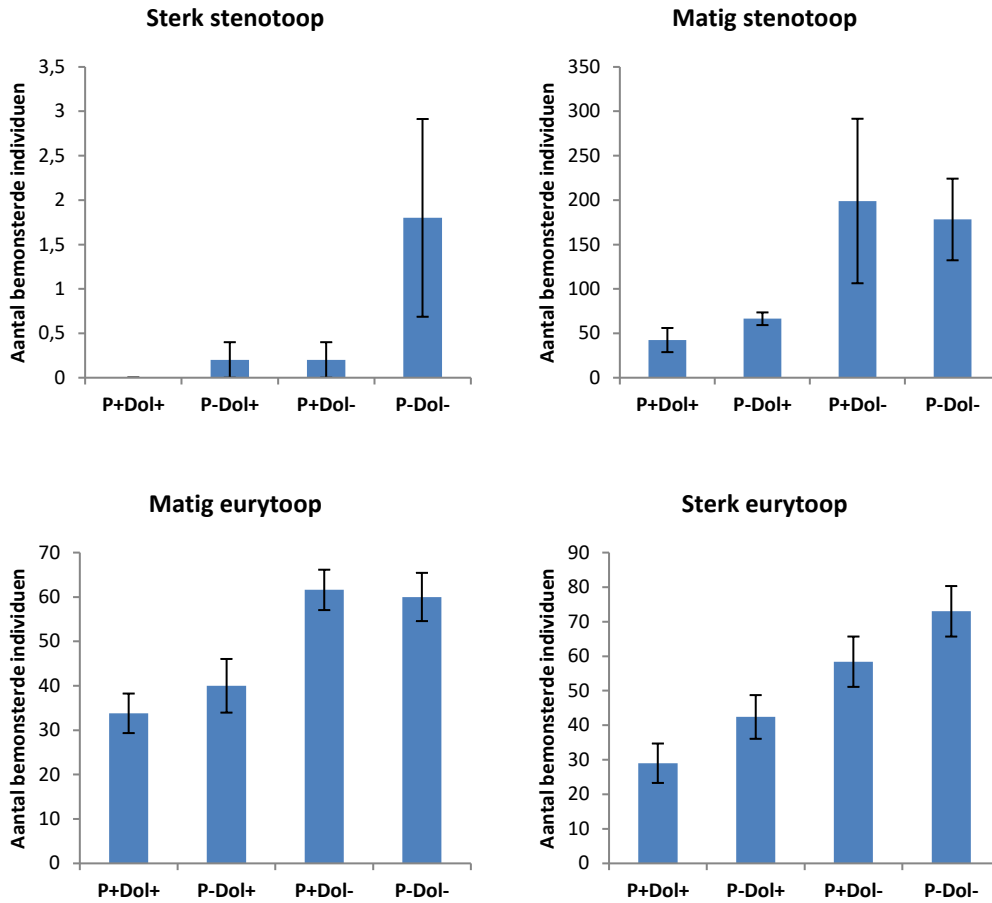 Sterk stenotoop
Aantal bemonsterde individuen
3,5
3
2,5
2
1,5
1
0,5
0
P+Dol+ P-Dol+ P+Dol- P-Dol-
Matig stenotoop
Aantal bemonsterde individuen
350
300
250
200
150
100
50
0
P+Dol+ P-Dol+ P+Dol- P-Dol-
Matig eurytoop
Aantal bemonsterde individuen
70
60
50
40
30
20
10
0
P+Dol+ P-Dol+ P+Dol- P-Dol-
Sterk eurytoop
Aantal bemonsterde individuen
90
80
70
60
50
40
30
20
10
0
P+Dol+ P-Dol+ P+Dol- P-Dol-